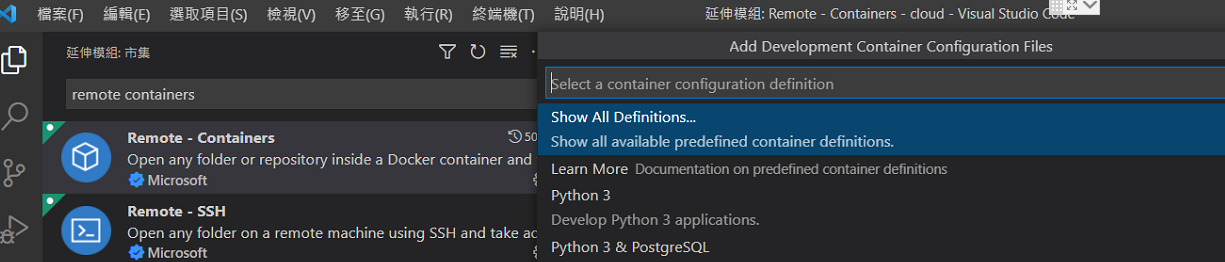 檔案(F) 編輯(E) 選取項目(S) 檢視(V) 移至(G) 執行(R) 終端機(T) 說明(H) 延伸模組: Remote - Containers - cloud - Visual Studio Code
延伸模組: 市集
remote containers
Remote - Containers 50
Open any folder or repository inside a Docker container and
Microsoft
Remote - SSH
Open any folder on a remote machine using SSH and take
Microsoft
Add Development Container Configuration Files
Select a container configuration definition
Show All Definitions...
Show all available predefined container definitions.
Learn More Documentation on predefined container definitions
Python 3
Develop Python 3 applications.
Python 3 & PostgreSQL